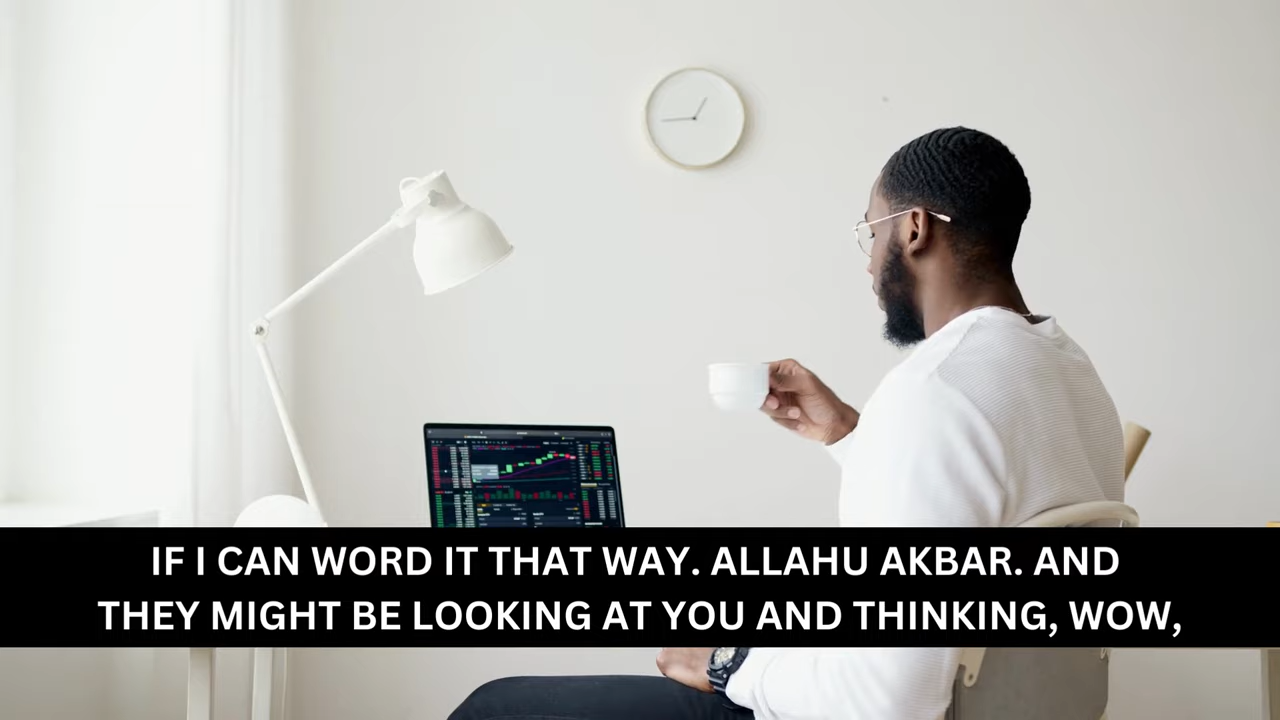 IF I CAN WORD IT THAT WAY. ALLAHU AKBAR. AND
THEY MIGHT BE LOOKING AT YOU AND THINKING, WOW,